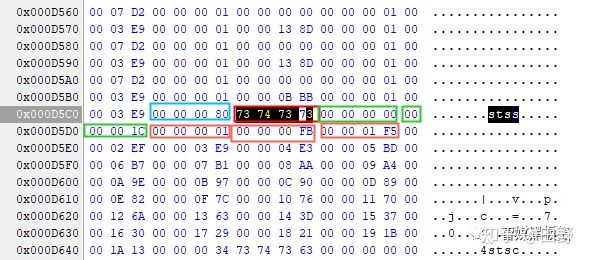 0x000D560 00 07 D2 00 00 00 01 00 00 00 00 00 00 00 01 00 ................
0x000D570 00 03 E9 00 00 00 01 00 00 13 8D 00 00 00 01 00 ................
0x000D580 00 07 D2 00 00 00 01 00 00 00 00 00 00 00 01 00 ................
0x000D590 00 03 E9 00 00 00 01 00 00 13 8D 00 00 00 01 00 ................
0x000D5A0 00 07 D2 00 00 00 01 00 00 00 00 00 00 00 01 00 ................
0x000D5B0 00 03 E9 00 00 00 01 00 00 0B BB 00 00 00 01 00 ................
0x000D5C0 00 03 E9 00 00 00 80 73 74 73 73 00 00 00 00 00 .......stss.....
0x000D5D0 00 00 1C 00 00 00 01 00 00 00 FB 00 00 01 F5 00 ................
0x000D5E0 00 02 EF 00 00 03 E9 00 00 04 E3 00 00 05 BD 00 ................
0x000D5F0 00 06 B7 00 00 07 B1 00 00 08 AA 00 00 09 A4 00 ................
0x000D600 00 0A 9E 00 00 0B 97 00 00 0C 90 00 00 0D 89 00 ................
0x000D610 00 0E 82 00 00 0F 7C 00 00 10 76 00 00 11 70 00 ......|...v...p.
0x000D620 00 12 6A 00 00 13 63 00 00 14 3D 00 00 15 37 00 ..j...c...=...7.
0x000D630 00 16 30 00 00 17 29 00 00 18 21 00 00 19 1B 00
0x000D640 00 1A 13 00 00 00 34 73 74 73 63 00 00 00 00 00 ......4stsc.....